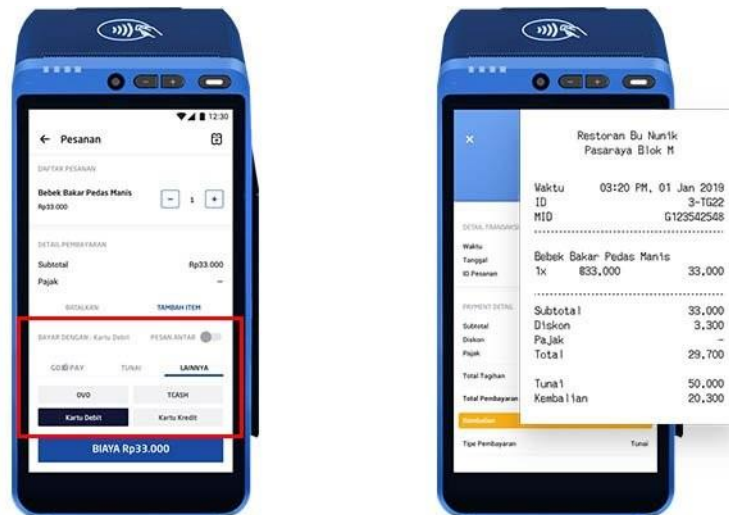 12:30
← Pesanan
DAFTAR PESANAN
Bebek Bakar Pedas Manis
Rp33.000
- 1 +
DETAIL PEMBAYARAN
Subtotal Rp33.000
Pajak –
BATALKAN TAMBAH ITEM
BAYAR DENGAN: Kartu Debit PESAN ANTAR
PAY TUNAI LAINNYA
OVO TCASH
Kartu Debit Kartu Kredit
BIAYA Rp33.000
DETAIL TRANSAKSI
Waktu
Tanggal
ID Pesanan
PAYMENT DETAIL
Subtotal
Diskon
Pajak
Total Tagihan
Total Pembayaran
Kembalian
Tipe Pembayaran Tunai
Restoran Bu Nunik
Pasaraya Blok M
Waktu 03:20 PM, 01 Jan 2019
ID 3-TG22
MID G123542548
Bebek Bakar Pedas Manis
1x @33,000 33,000
Subtotal 33,000
Diskon 3,300
Pajak -
Total 29,700
Tunai 50,000
Kembalian 20,300